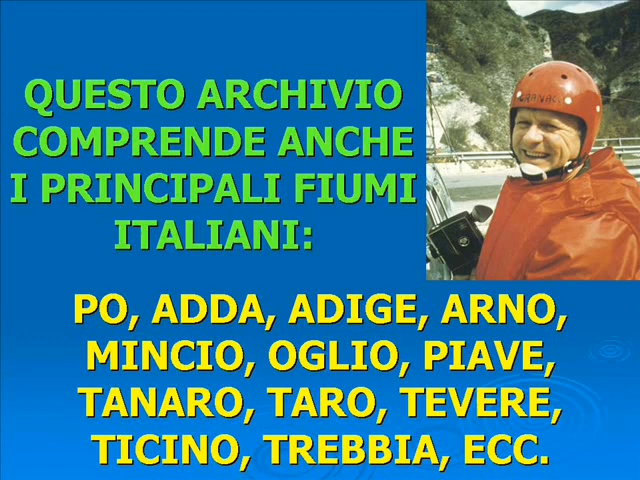 QUESTO ARCHIVIO
COMPRENDE ANCHE
I PRINCIPALI FIUMI
ITALIANI:
PO, ADDA, ADIGE, ARNO,
MINCIO, OGLIO, PIAVE,
TANARO, TARO, TEVERE,
TICINO, TREBBIA, ECC.